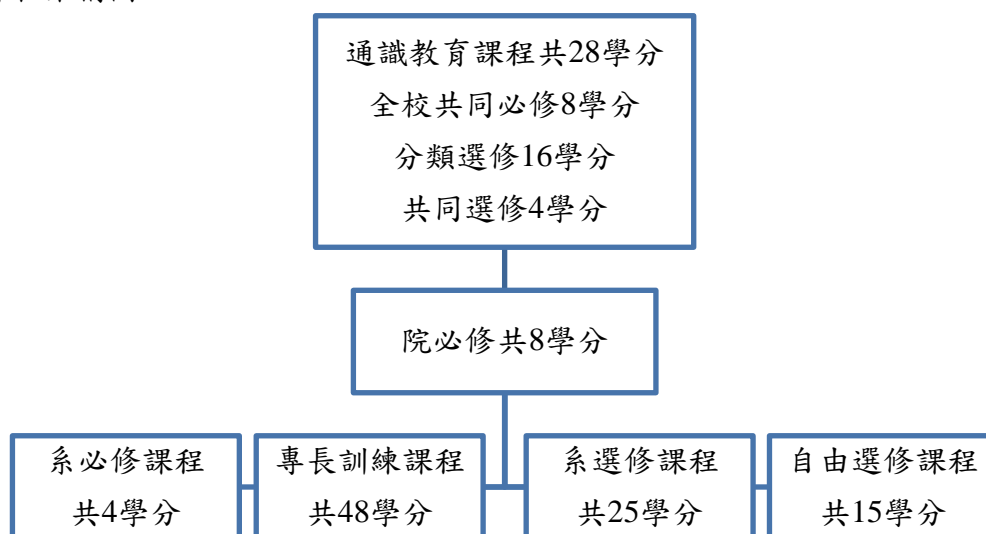 通識教育課程共28學分
全校共同必修8學分
分類選修16學分
共同選修4學分
院必修共8學分
系必修課程
共4學分
專長訓練課程
共48學分
系選修課程
共25學分
自由選修課程
共15學分